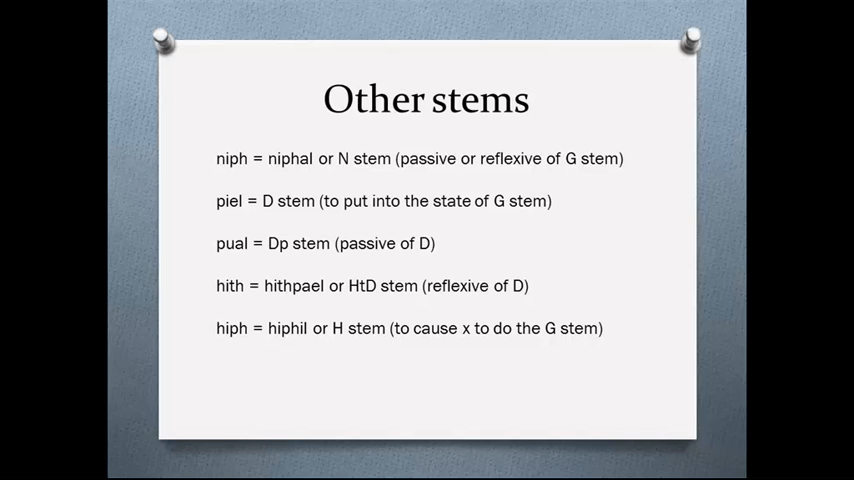 Other stems
niph = niphal or N stem (passive or reflexive of G stem)
piel = D stem (to put into the state of G stem)
pual = Dp stem (passive of D)
hith = hithpael or HtD stem (reflexive of D)
hiph = hiphil or H stem (to cause x to do the G stem)